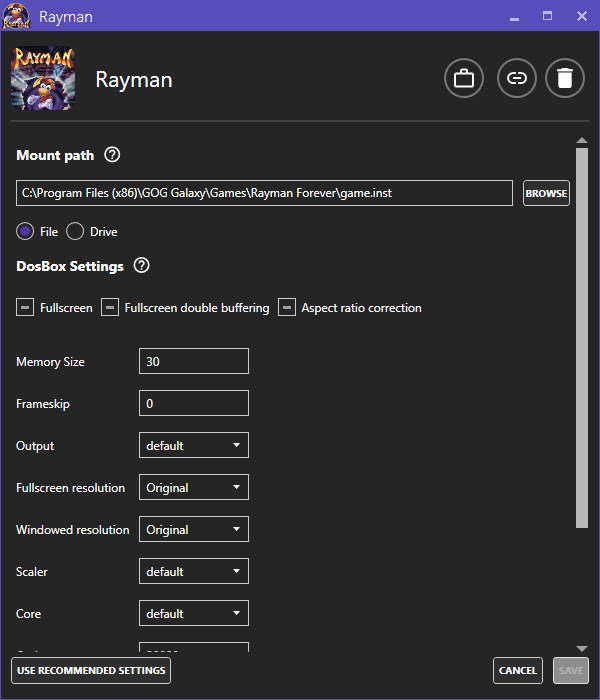 Rayman
RAYMAN
Rayman
Mount path
C:\Program Files (x86)\GOG Galaxy\Games\Rayman Forever\game.inst
BROWSE
File Drive
DosBox Settings
Fullscreen Fullscreen double buffering Aspect ratio correction
Memory Size 30
Frameskip 0
Output default
Fullscreen resolution Original
Windowed resolution Original
Scaler default
Core default
USE RECOMMENDED SETTINGS CANCEL SAVE